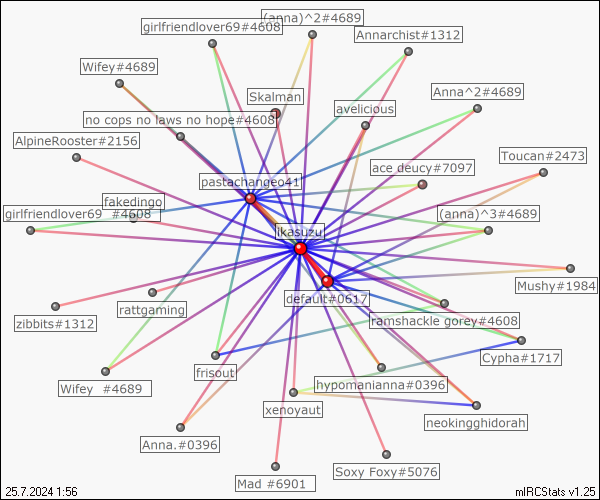 (anna)^2#4689
girlfriendlover69#4608
Annarchist#1312
Wifey#4689
Skalman
avelicious
Anna^2#4689
no cops no laws no hope#4608
AlpineRooster#2156
Toucan#2473
ace deucy#7097
pastachangeo41
fakedingo
girlfriendlover69 #4608
(anna)^3#4689
ikasuzu
Mushy#1984
default#0617
rattgaming
zibbits#1312
ramshackle gorey#4608
Cypha#1717
frisout
hypomanianna#0396
Wifey  #4689
xenoyaut
neokingghidorah
Anna.#0396
Soxy Foxy#5076
Mad #6901
25.7.2024 1:56
mIRCStats v1.25